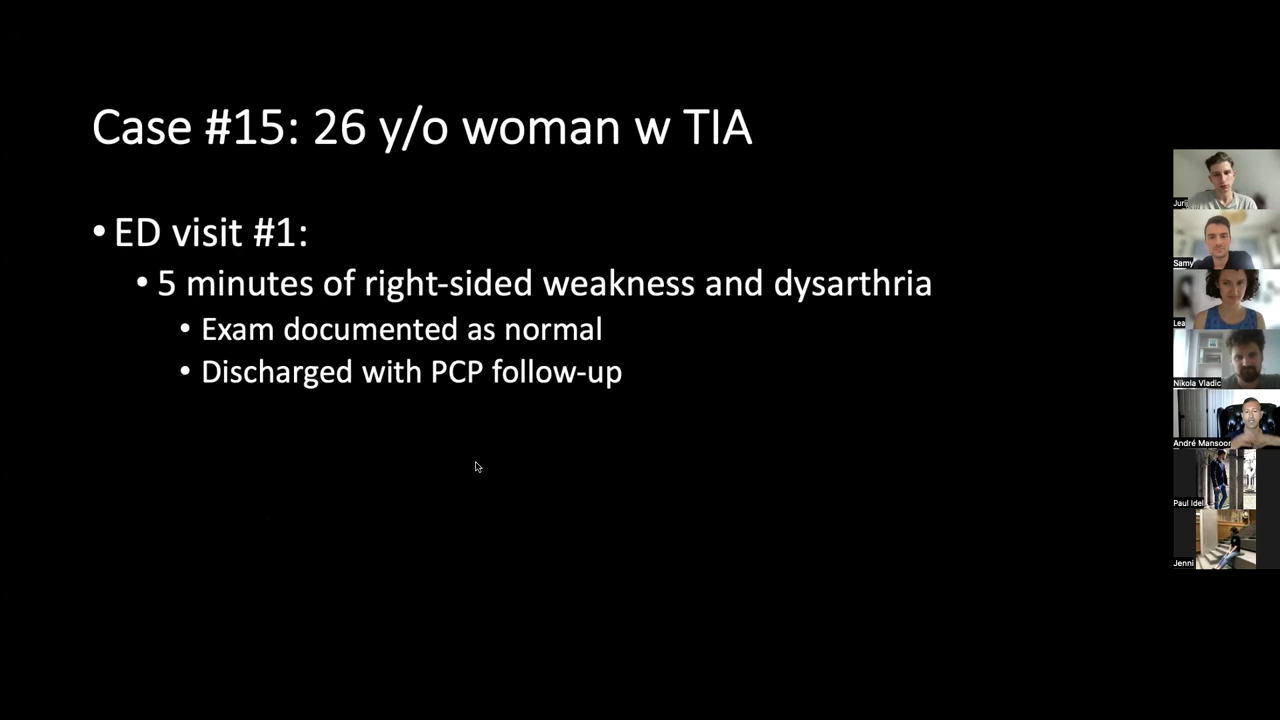 Case #15: 26 y/o woman w TIA
• ED visit #1:
• 5 minutes of right-sided weakness and dysarthria
• Exam documented as normal
• Discharged with PCP follow-up
Jurij
Samy
Lea
Nikola Vladic
André Mansoor
Paul Idel
Jenni